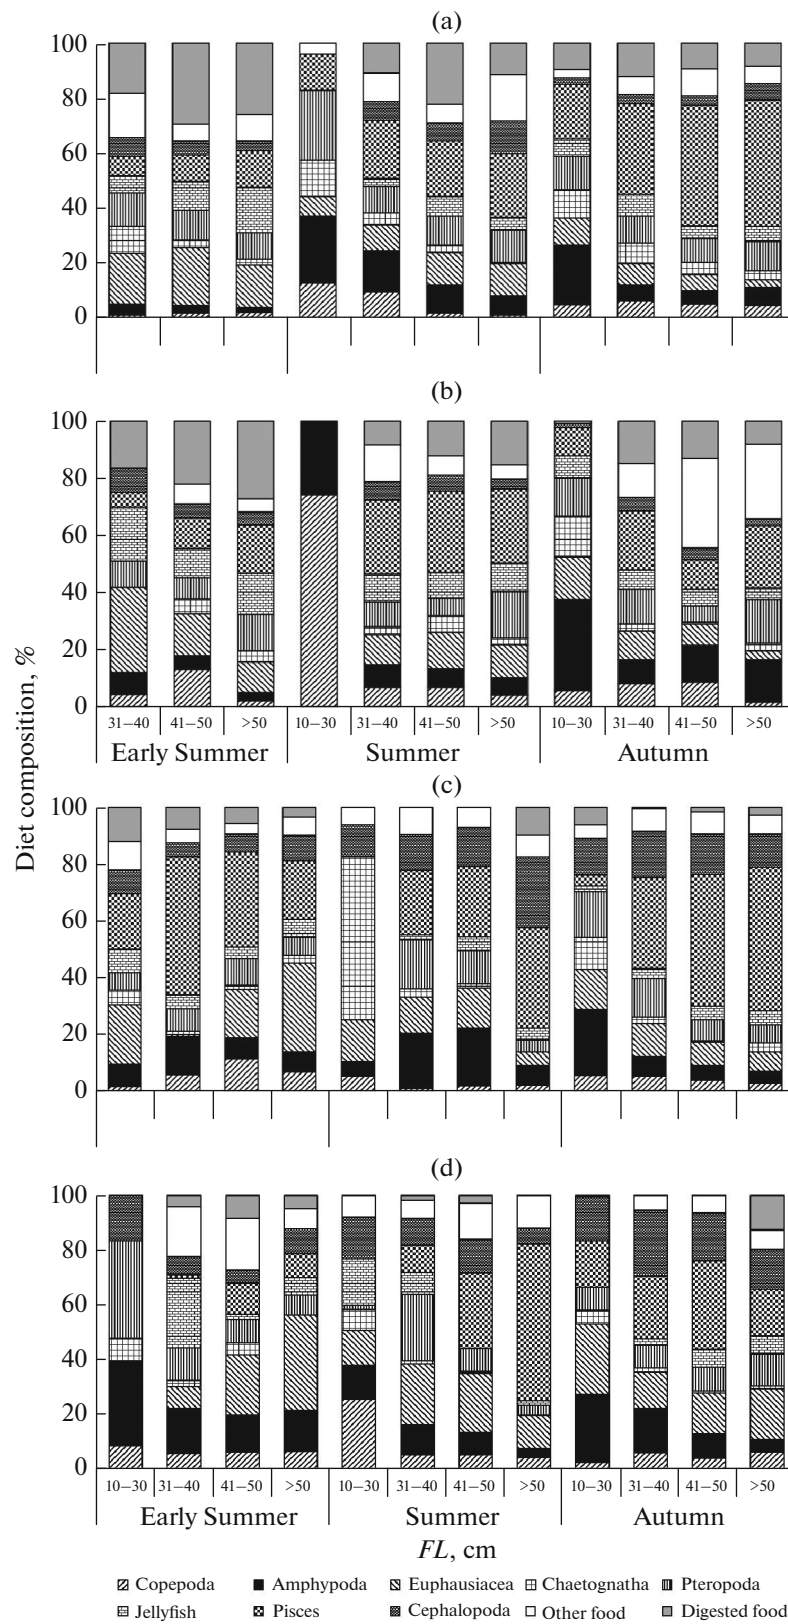 (a)
100
80
60
40
20
0
(b)
100
80
60
40
20
0
31–40 41–50 >50 10–30 31–40 41–50 >50 10–30 31–40 41–50 >50
Early Summer Summer Autumn
Diet composition, %
(c)
100
80
60
40
20
0
(d)
100
80
60
40
20
0
10–30 31–40 41–50 >50 10–30 31–40 41–50 >50 10–30 31–40 41–50 >50
Early Summer Summer Autumn
FL, cm
Copepoda Amphypoda Euphausiacea Chaetognatha Pteropoda
Jellyfish Pisces Cephalopoda Other food Digested food